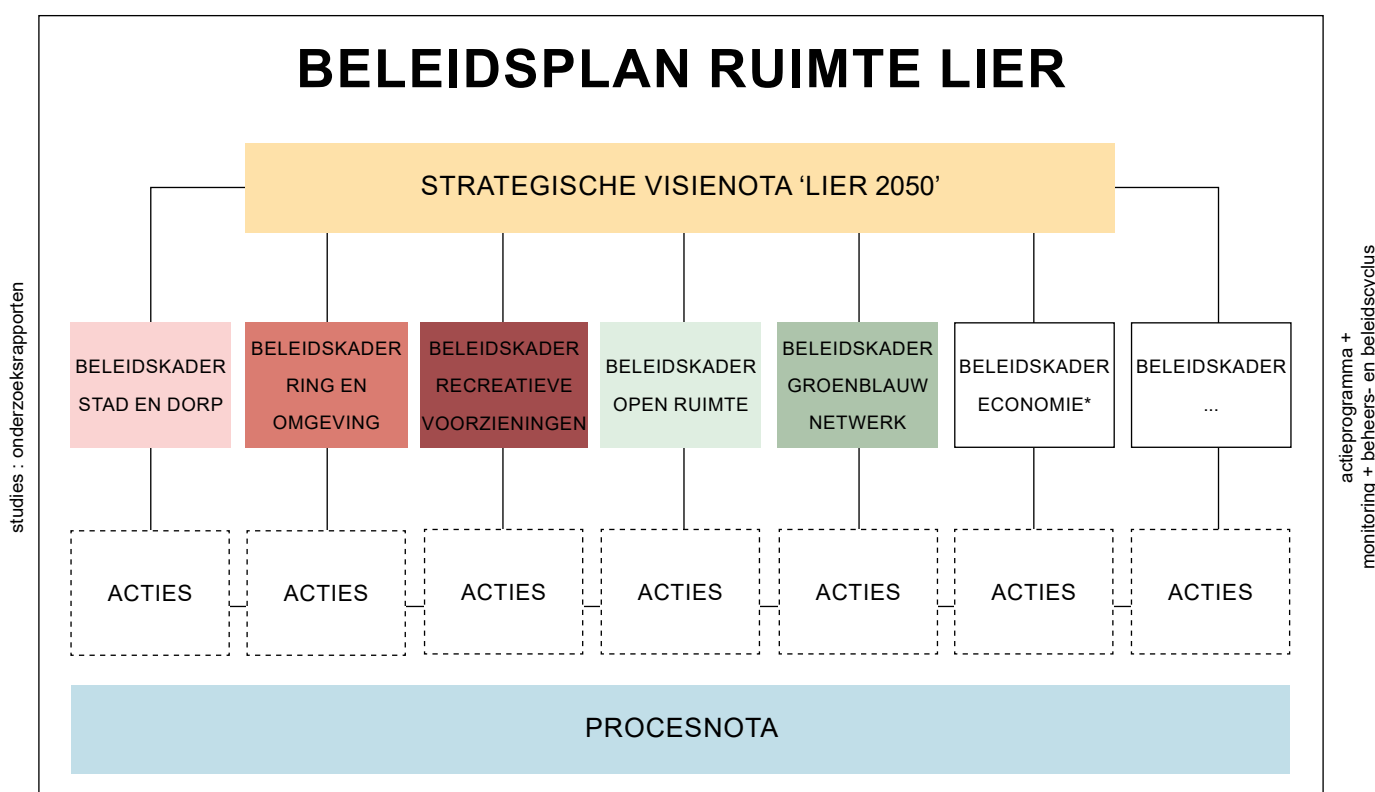 BELEIDSPLAN RUIMTE LIER
STRATEGISCHE VISIENOTA ‘LIER 2050’
studies : onderzoeksrapporten
BELEIDSKADER
STAD EN DORP
BELEIDSKADER
RING EN
OMGEVING
BELEIDSKADER
RECREATIEVE
VOORZIENINGEN
BELEIDSKADER
OPEN RUIMTE
BELEIDSKADER
GROENBLAUW
NETWERK
BELEIDSKADER
ECONOMIE*
BELEIDSKADER
...
actieprogramma +
monitoring + beheers- en beleidscyclus
ACTIES
ACTIES
ACTIES
ACTIES
ACTIES
ACTIES
ACTIES
PROCESNOTA